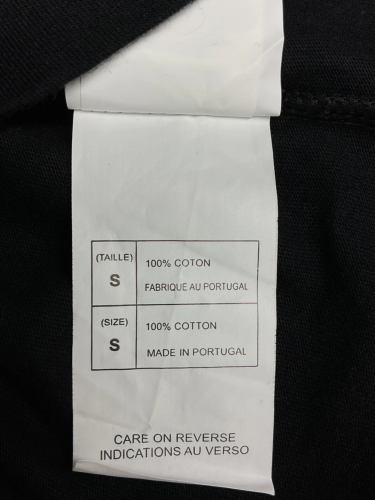 (TAILLE)
S
100% COTON
FABRIQUE AU PORTUGAL
(SIZE)
S
100% COTTON
MADE IN PORTUGAL
CARE ON REVERSE
INDICATIONS AU VERSO